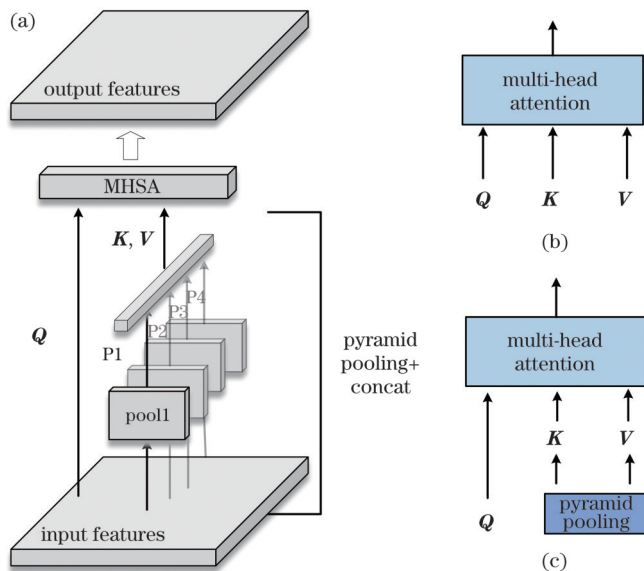 (a)
output features
MHSA
K, V
Q
P4
P3
P2
P1
pool1
pyramid
pooling+
concat
input features
multi-head
attention
Q
K
V
(b)
multi-head
attention
K
V
Q
pyramid
pooling
(c)